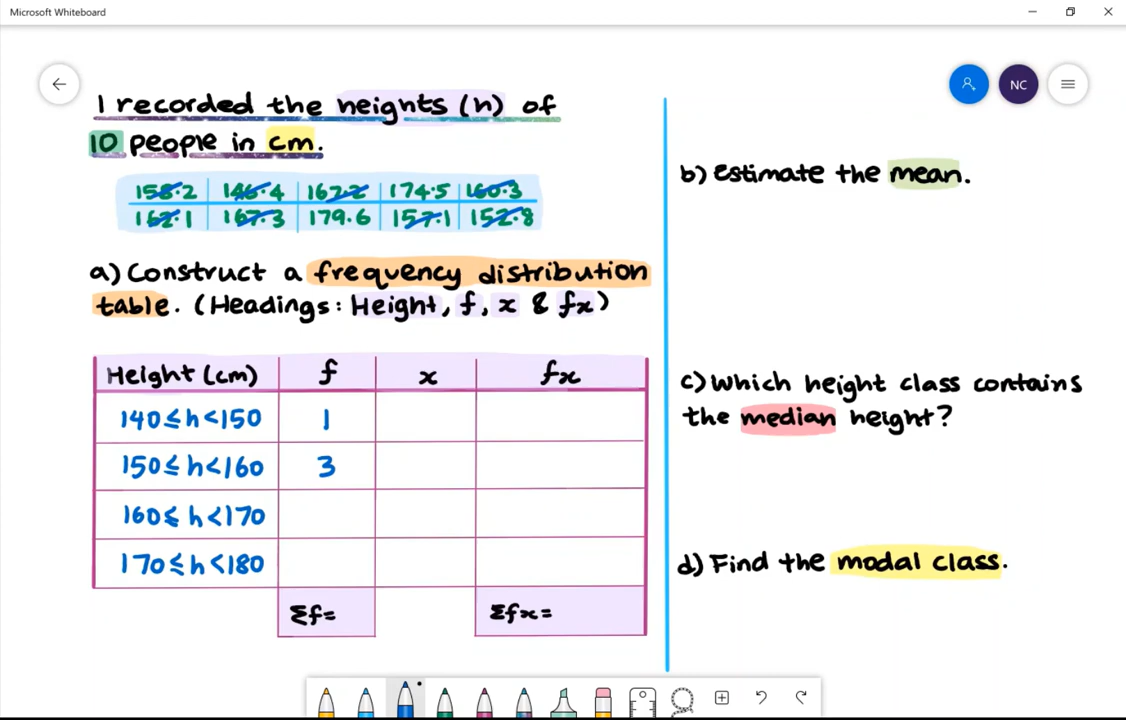 Microsoft Whiteboard
NC
I recorded the heights (h) of
10 people in cm.
158.2 146.4 167.2 174.5 160.3
162.1 167.3 179.6 157.1 152.8
a) Construct a frequency distribution
table. (Headings: Height, f, x & fx)
Height (cm) f x fx
140 ≤ h < 150 1
150 ≤ h < 160 3
160 ≤ h < 170
170 ≤ h < 180
Σf= Σfx=
b) Estimate the mean.
c) Which height class contains
the median height?
d) Find the modal class.